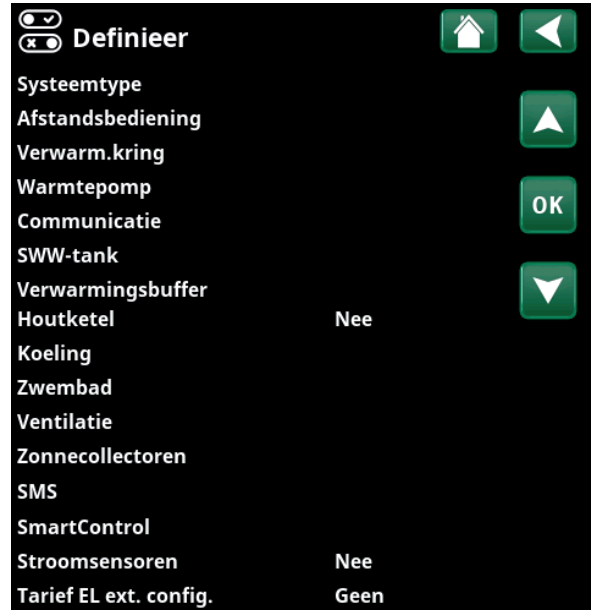 Definieer
Systeemtype
Afstandsbediening
Verwarm.kring
Warmtepomp
OK
Communicatie
SWW-tank
Verwarmingsbuffer
Houtketel Nee
Koeling
Zwembad
Ventilatie
Zonnecollectoren
SMS
SmartControl
Stroomsensoren Nee
Tarief EL ext. config. Geen